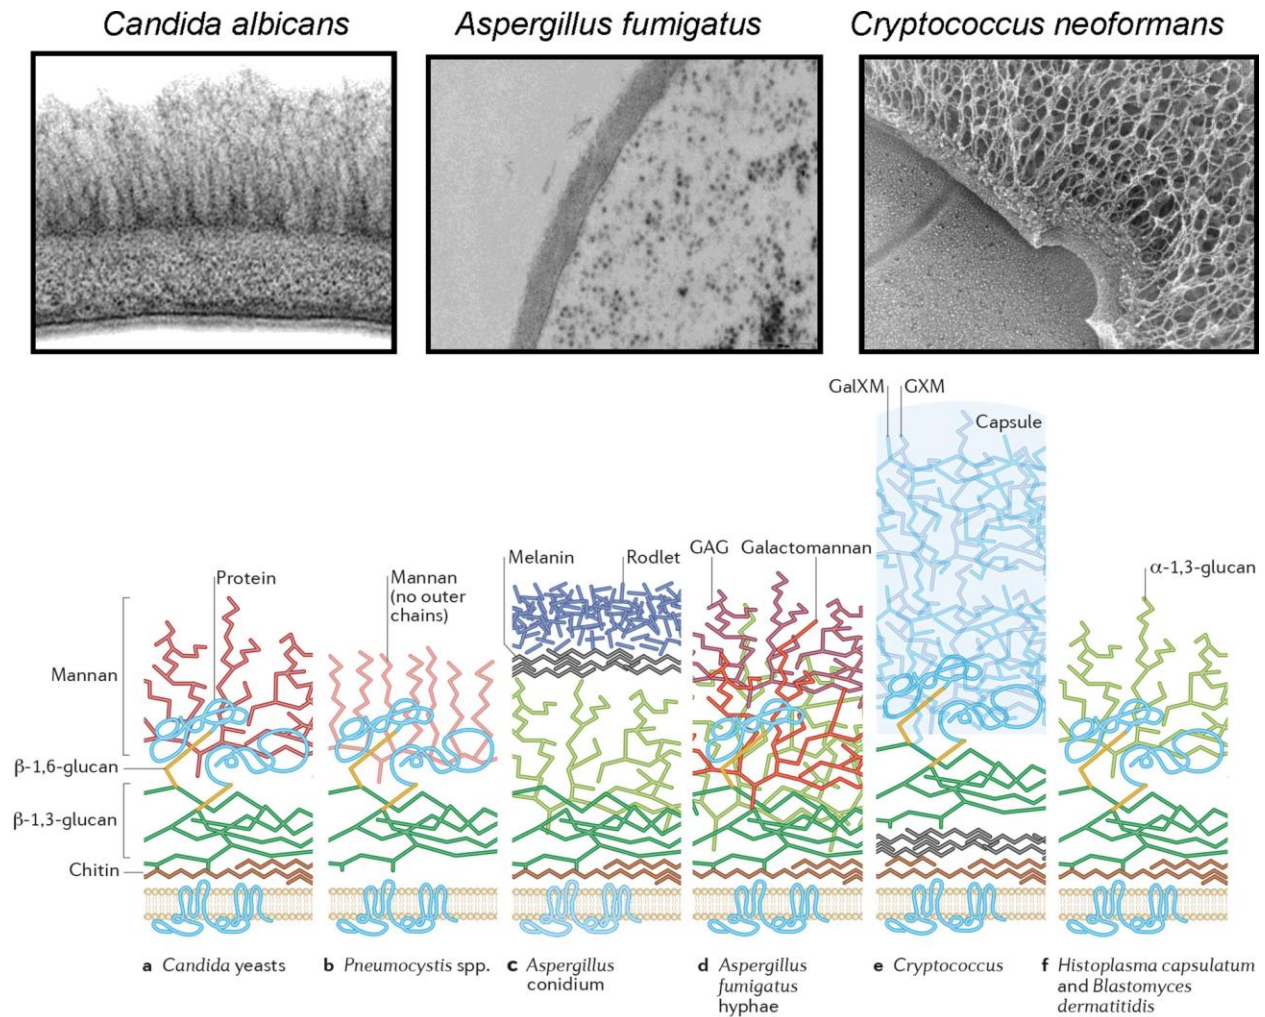 Candida albicans
Aspergillus fumigatus
Cryptococcus neoformans
GalXM
GXM
Capsule
Melanin
Rodlet
GAG
Galactomannan
Protein
Mannan
(no outer
chains)
α-1,3-glucan
Mannan
β-1,6-glucan
β-1,3-glucan
Chitin
a Candida yeasts
b Pneumocystis spp.
c Aspergillus
conidium
d Aspergillus
fumigatus
hyphae
e Cryptococcus
f Histoplasma capsulatum
and Blastomyces
dermatitidis